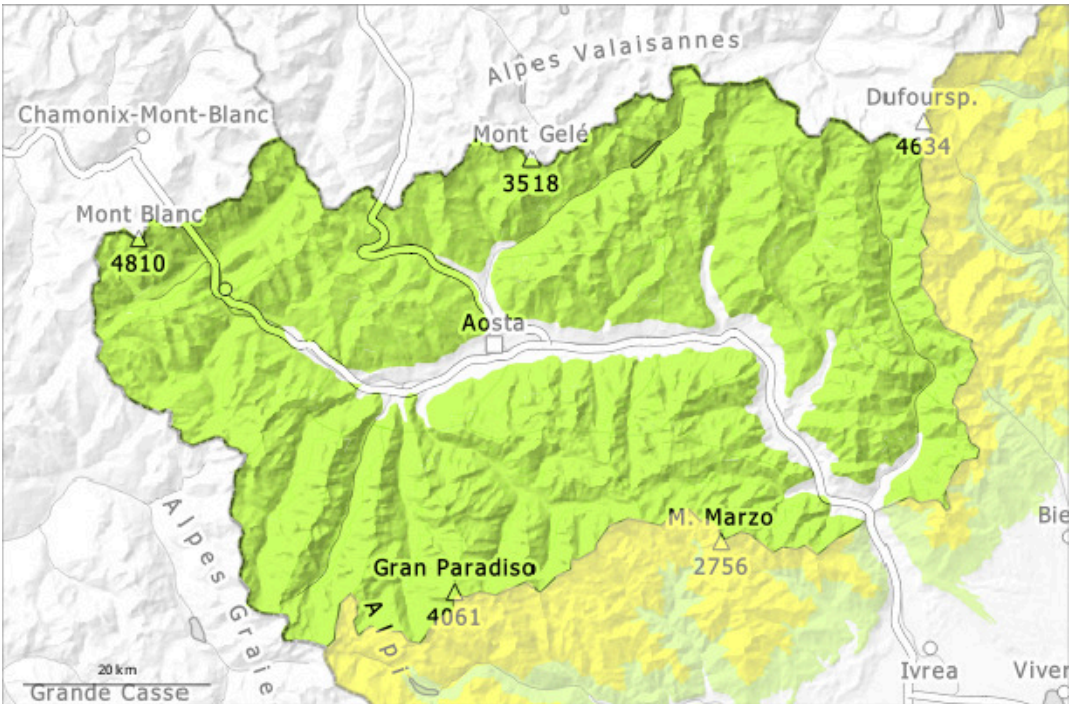 Alpes Valaisannes
Dufoursp.
4634
Chamonix-Mont-Blanc
Mont Gelé
3518
Mont Blanc
4810
Aosta
Bie
M. Marzo
2756
Gran Paradiso
4061
Alpi
Alpes Graie
20 km
Grande Casse
Ivrea
Viver